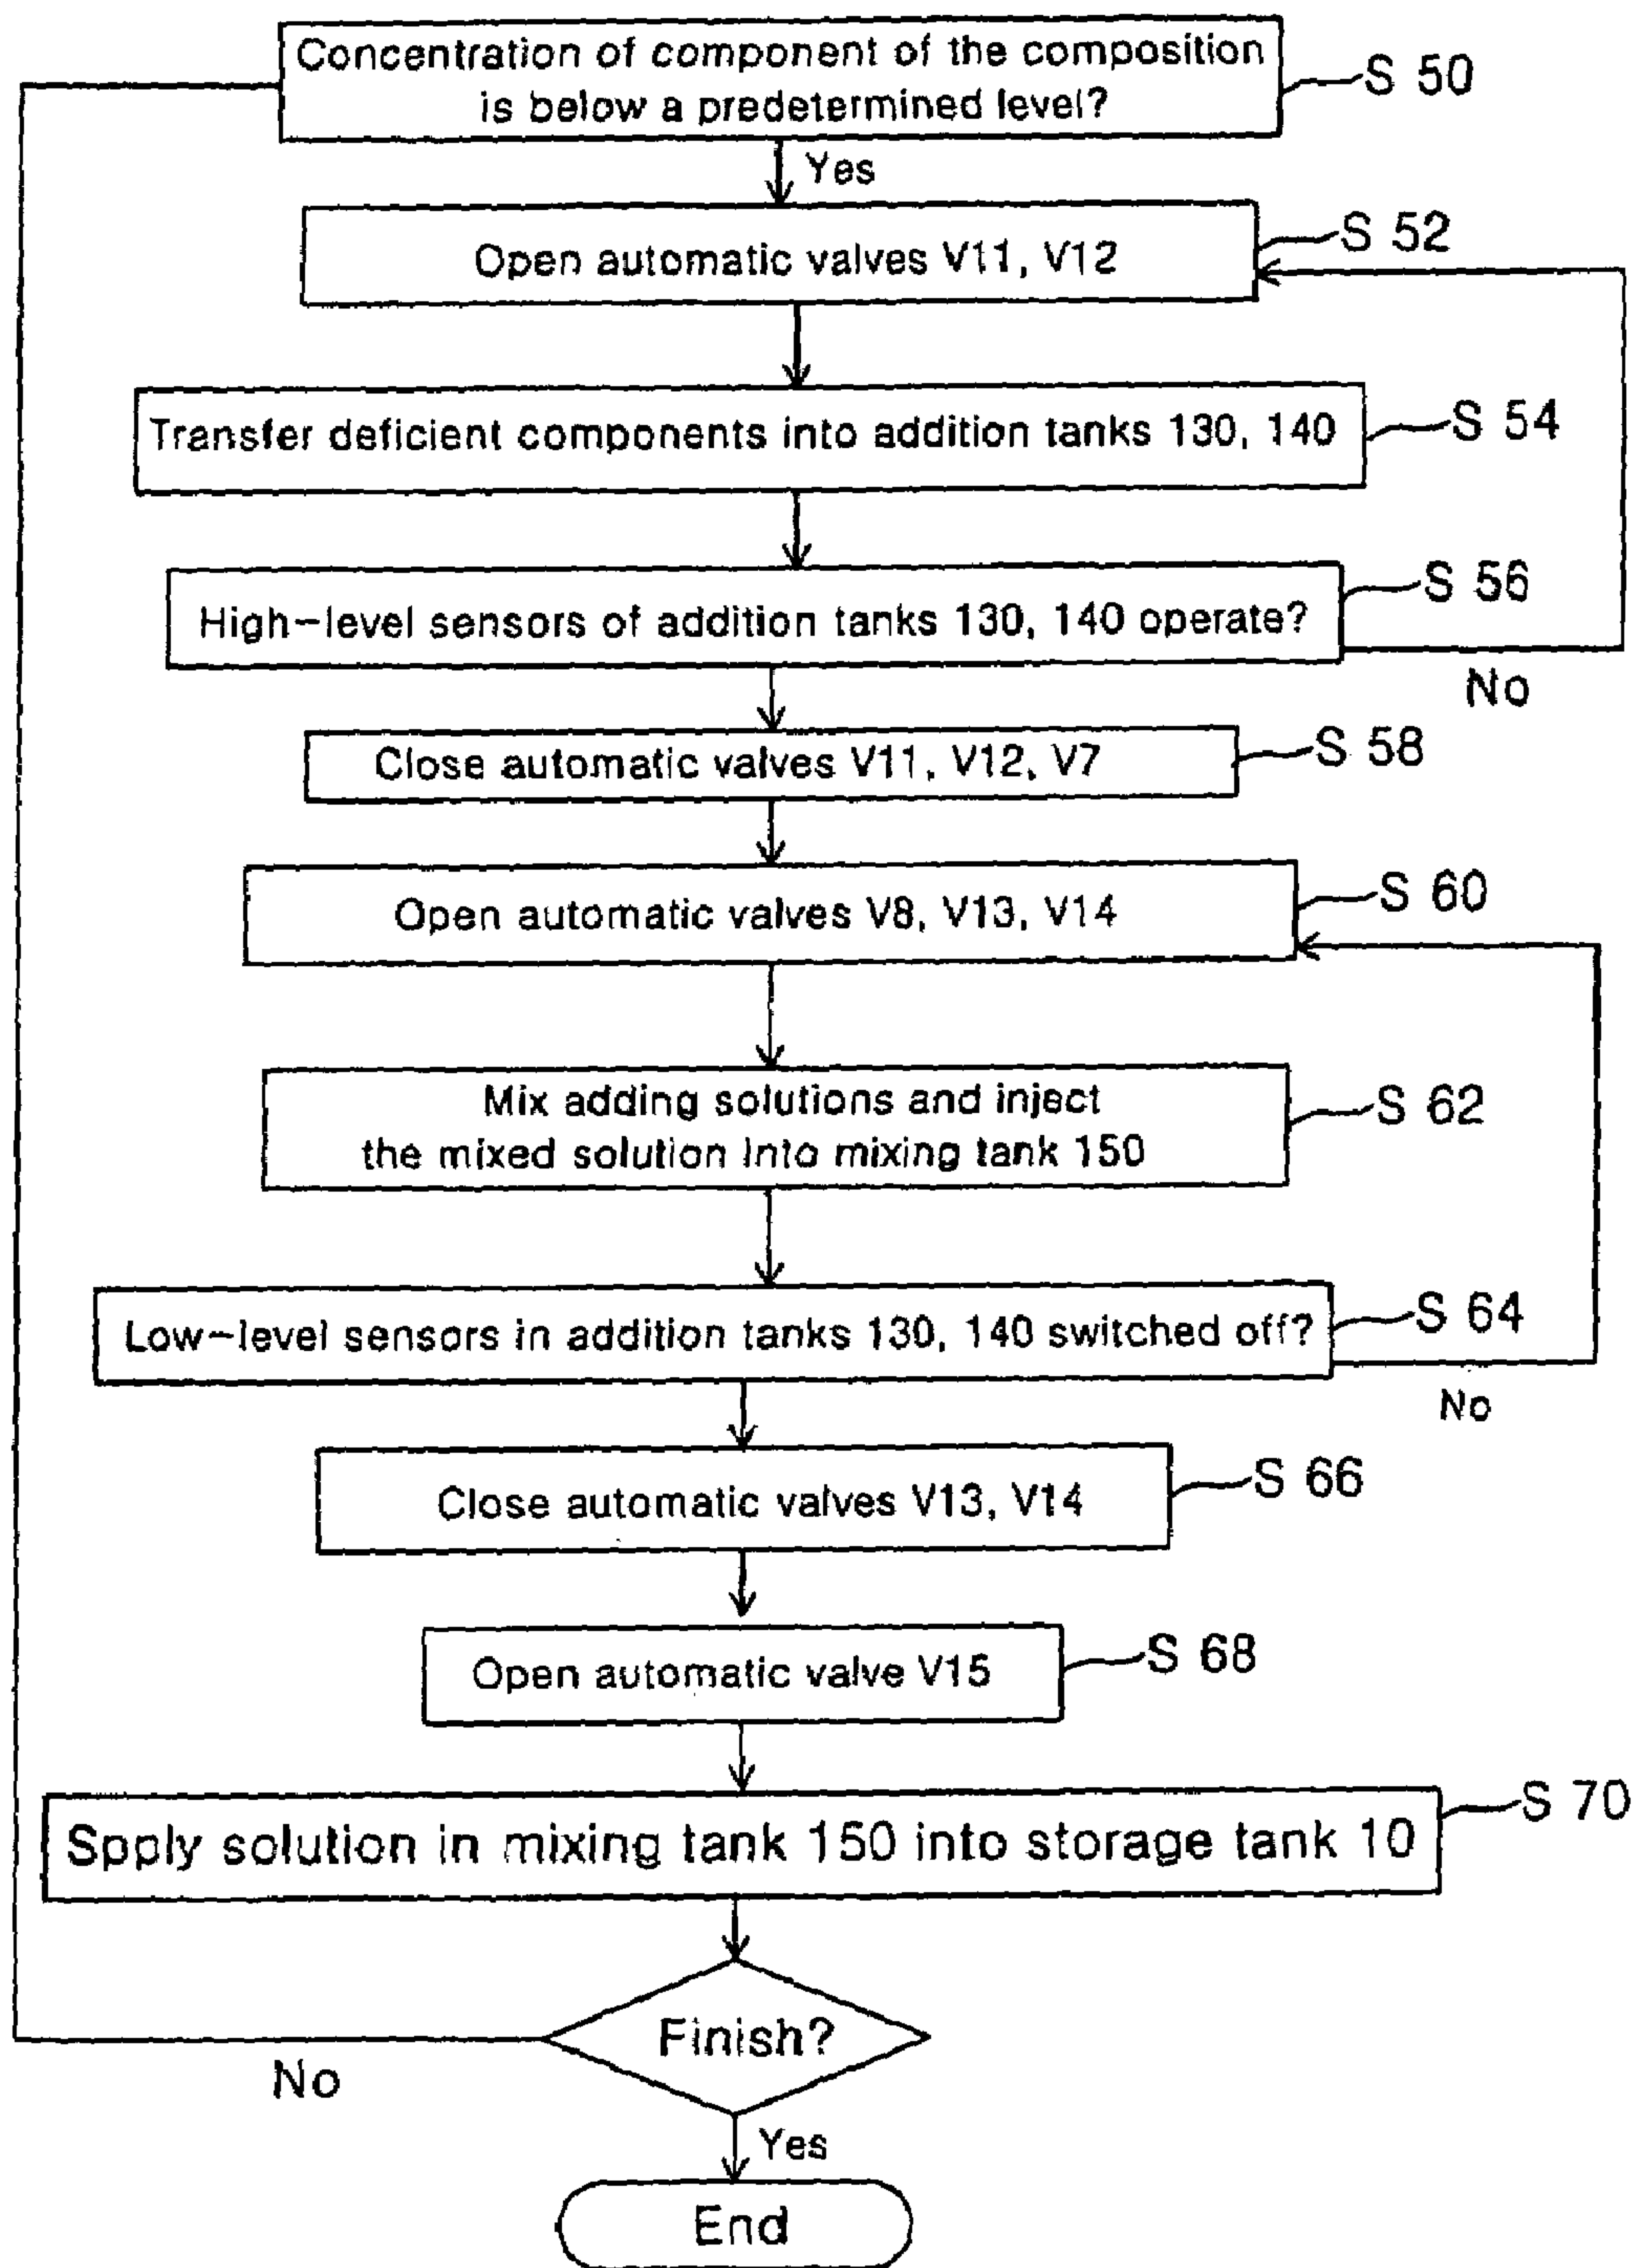 Concentration of component of the composition
is below a predetermined level?
S 50
Yes
Open automatic valves V11, V12
S 52
Transfer deficient components into addition tanks 130, 140
S 54
High-level sensors of addition tanks 130, 140 operate?
S 56
No
Close automatic valves V11, V12, V7
S 58
Open automatic valves V8, V13, V14
S 60
Mix adding solutions and inject
the mixed solution into mixing tank 150
S 62
Low-level sensors in addition tanks 130, 140 switched off?
S 64
No
Close automatic valves V13, V14
S 66
Open automatic valve V15
S 68
Spply solution in mixing tank 150 into storage tank 10
S 70
Finish?
No
Yes
End